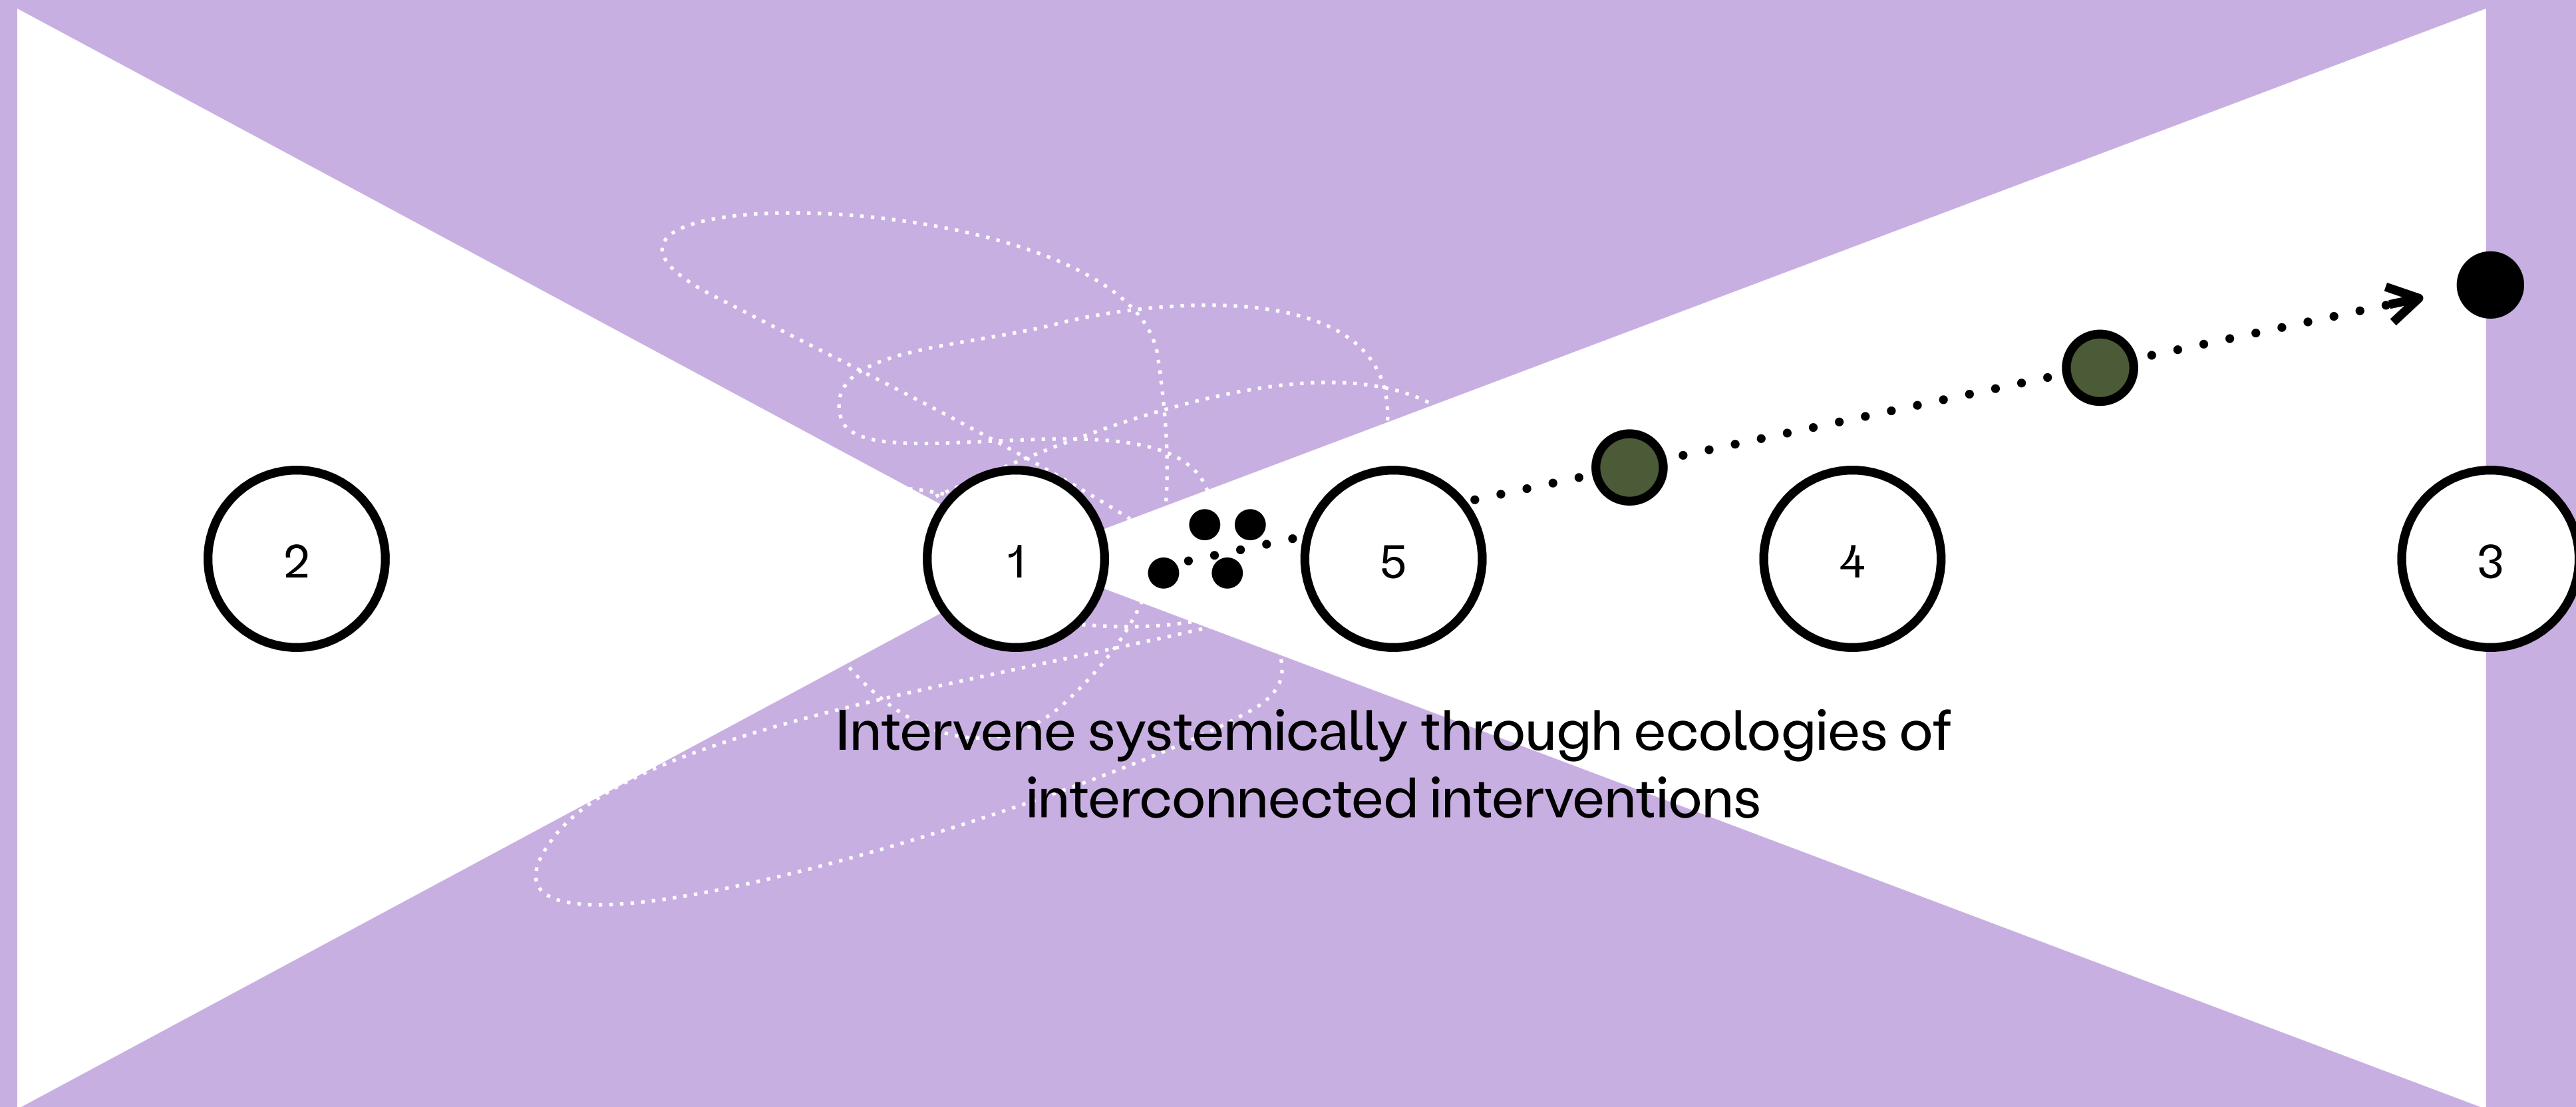 2
1
5
4
3
Intervene systemically through ecologies of
interconnected interventions